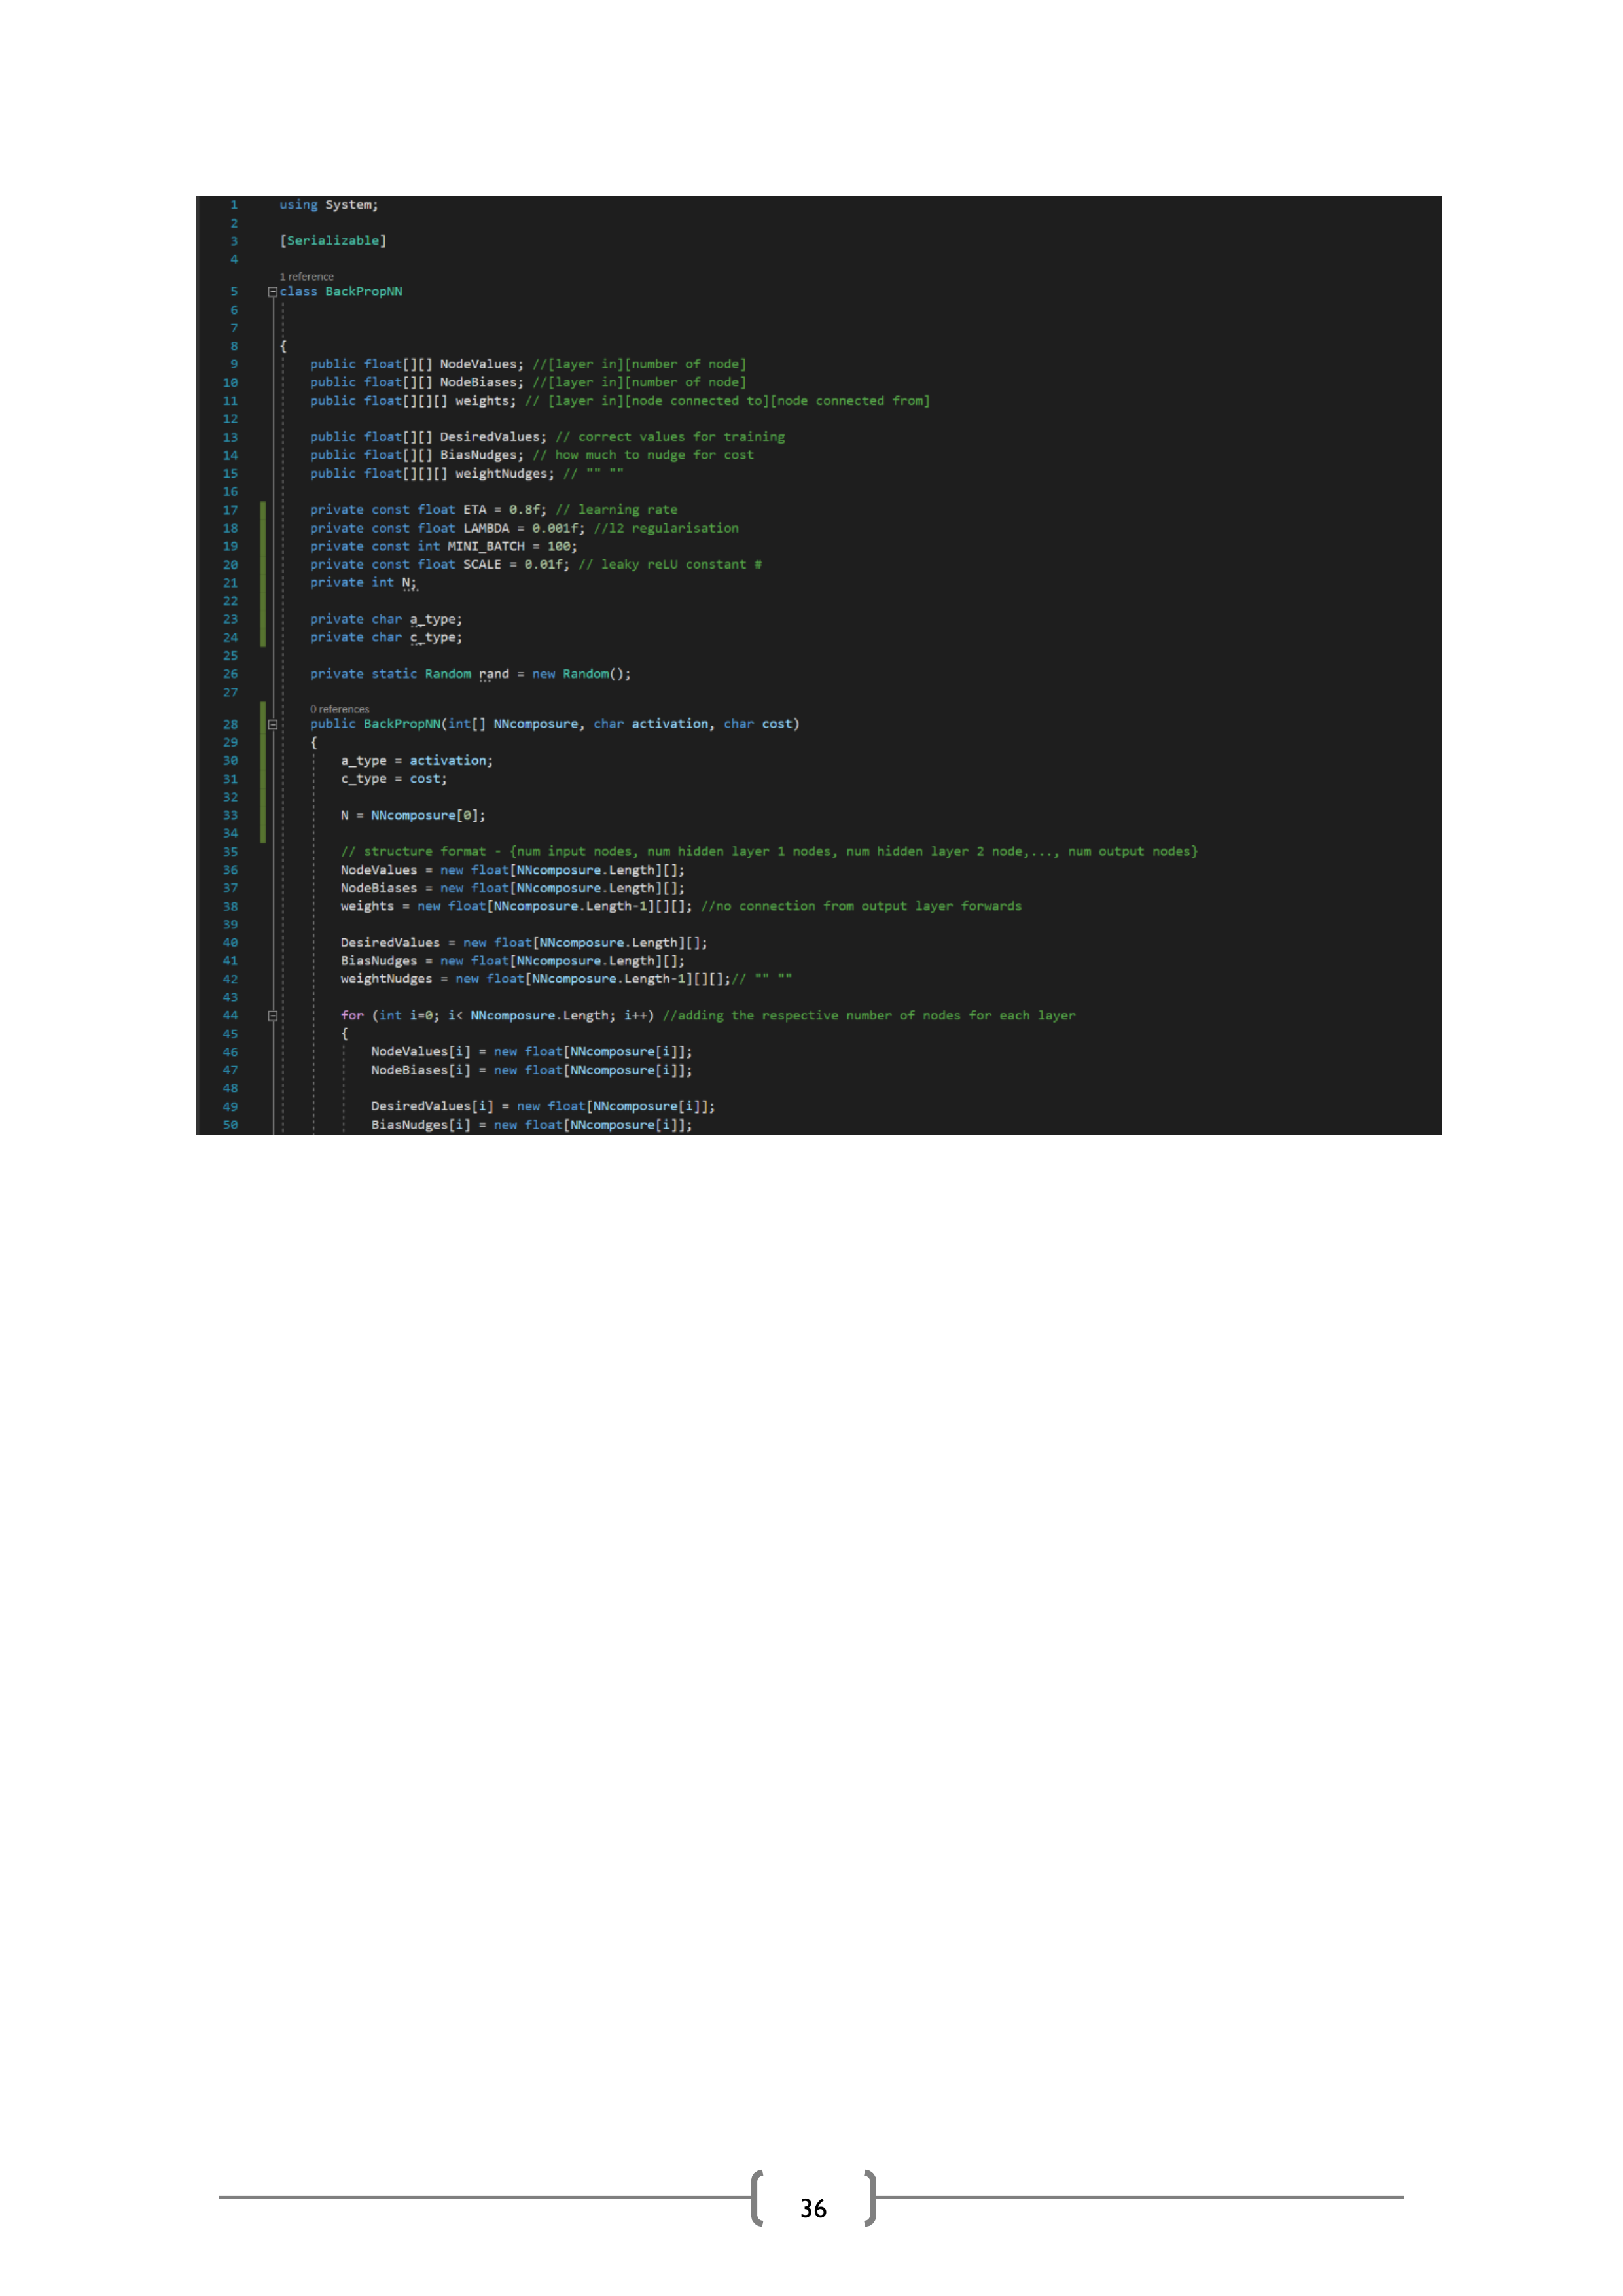 1 using System;
2
3 [Serializable]
4
1 reference
5 class BackPropNN
6
7
8 {
9 public float[][] NodeValues; //[layer in][number of node]
10 public float[][] NodeBiases; //[layer in][number of node]
11 public float[][][] weights; // [layer in][node connected to][node connected from]
12
13 public float[][] DesiredValues; // correct values for training
14 public float[][] BiasNudges; // how much to nudge for cost
15 public float[][][] weightNudges; // "" ""
16
17 private const float ETA = 0.8f; // learning rate
18 private const float LAMBDA = 0.001f; //l2 regularisation
19 private const int MINI_BATCH = 100;
20 private const float SCALE = 0.01f; // leaky reLU constant #
21 private int N;
22
23 private char a_type;
24 private char c_type;
25
26 private static Random rand = new Random();
27
0 references
28 public BackPropNN(int[] NNcomposure, char activation, char cost)
29 {
30 a_type = activation;
31 c_type = cost;
32
33 N = NNcomposure[0];
34
35 // structure format - {num input nodes, num hidden layer 1 nodes, num hidden layer 2 node,..., num output nodes}
36 NodeValues = new float[NNcomposure.Length][];
37 NodeBiases = new float[NNcomposure.Length][];
38 weights = new float[NNcomposure.Length-1][][]; //no connection from output layer forwards
39
40 DesiredValues = new float[NNcomposure.Length][];
41 BiasNudges = new float[NNcomposure.Length][];
42 weightNudges = new float[NNcomposure.Length-1][][];// "" ""
43
44 for (int i=0; i< NNcomposure.Length; i++) //adding the respective number of nodes for each layer
45 {
46 NodeValues[i] = new float[NNcomposure[i]];
47 NodeBiases[i] = new float[NNcomposure[i]];
48
49 DesiredValues[i] = new float[NNcomposure[i]];
50 BiasNudges[i] = new float[NNcomposure[i]];
36